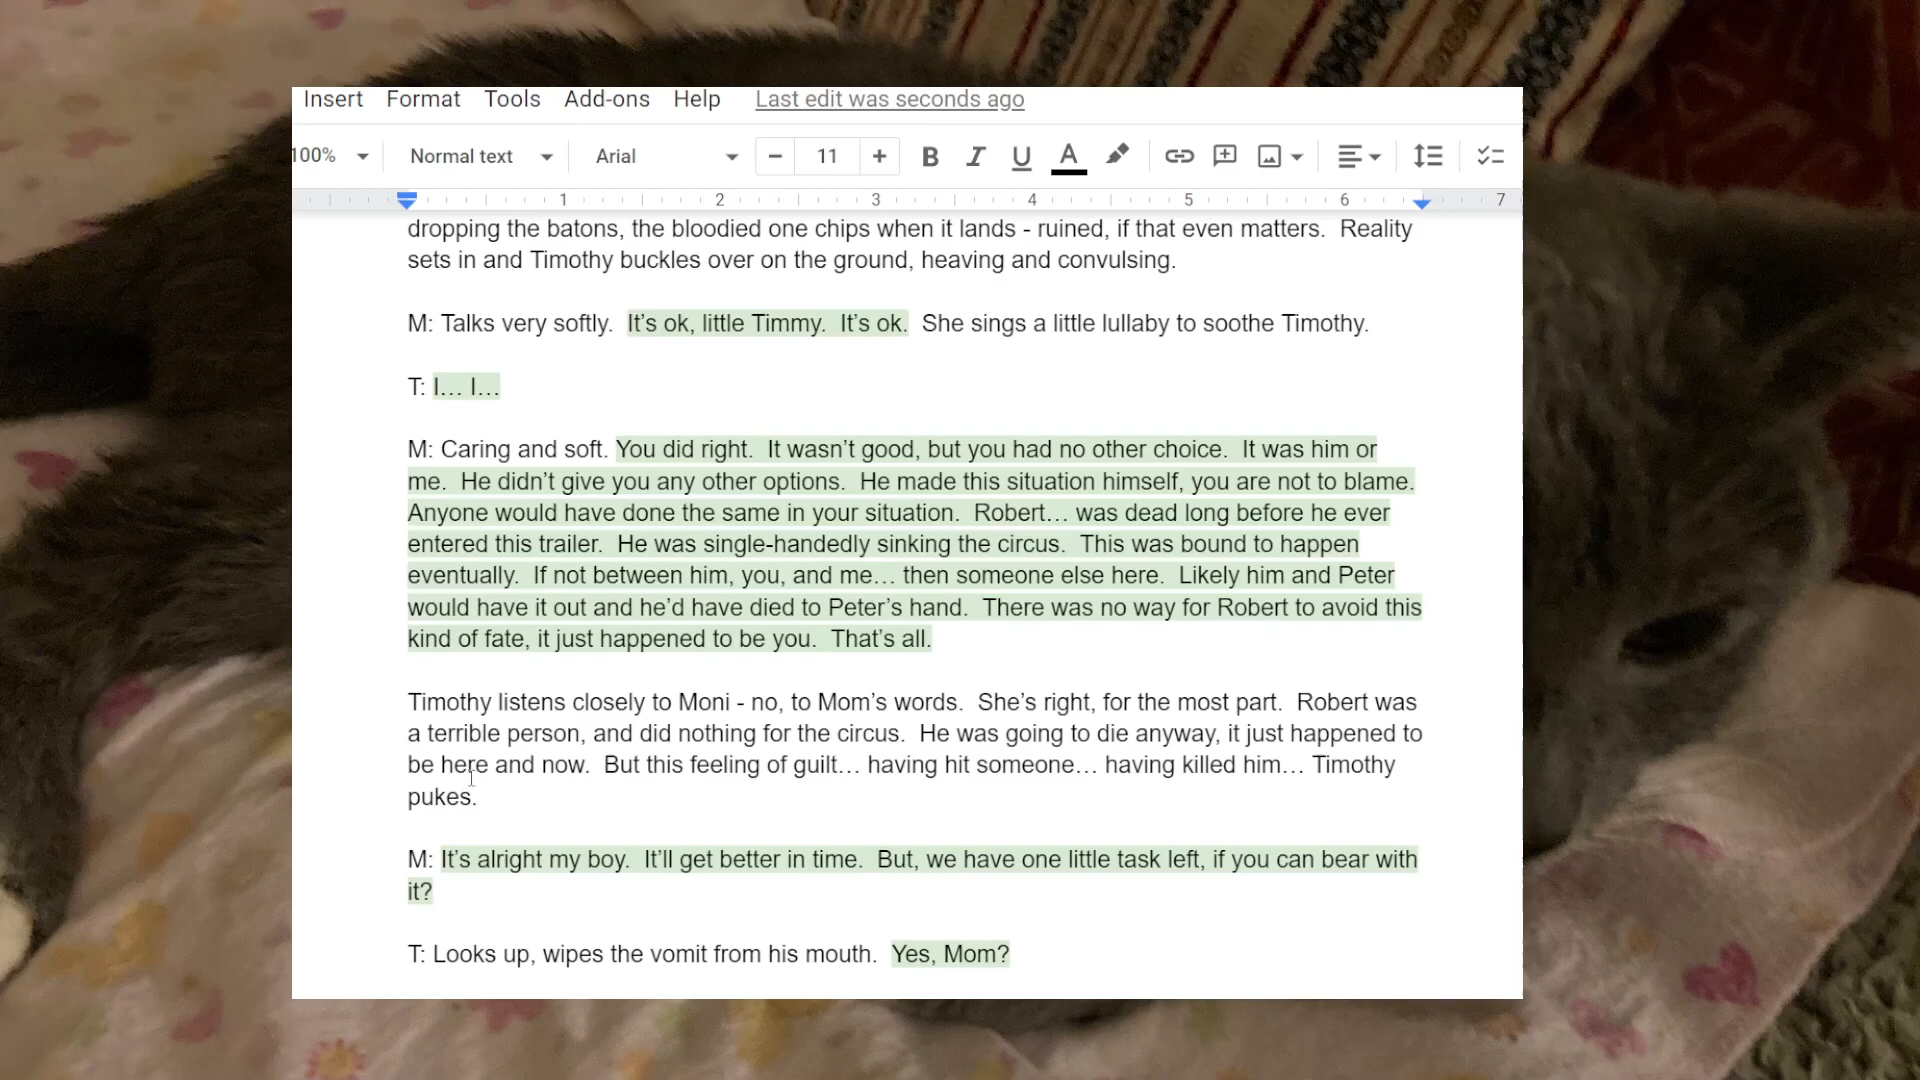 Insert Format Tools Add-ons Help Last edit was seconds ago
100% Normal text Arial 11 B I U A
1 2 3 4 5 6 7
dropping the batons, the bloodied one chips when it lands - ruined, if that even matters.  Reality
sets in and Timothy buckles over on the ground, heaving and convulsing.
M: Talks very softly.  It's ok, little Timmy.  It's ok.  She sings a little lullaby to soothe Timothy.
T: I… I…
M: Caring and soft. You did right.  It wasn't good, but you had no other choice.  It was him or
me.  He didn't give you any other options.  He made this situation himself, you are not to blame.
Anyone would have done the same in your situation.  Robert… was dead long before he ever
entered this trailer.  He was single-handedly sinking the circus.  This was bound to happen
eventually.  If not between him, you, and me… then someone else here.  Likely him and Peter
would have it out and he'd have died to Peter's hand.  There was no way for Robert to avoid this
kind of fate, it just happened to be you.  That's all.
Timothy listens closely to Moni - no, to Mom's words.  She's right, for the most part.  Robert was
a terrible person, and did nothing for the circus.  He was going to die anyway, it just happened to
be here and now.  But this feeling of guilt… having hit someone… having killed him… Timothy
pukes.
M: It's alright my boy.  It'll get better in time.  But, we have one little task left, if you can bear with
it?
T: Looks up, wipes the vomit from his mouth.  Yes, Mom?